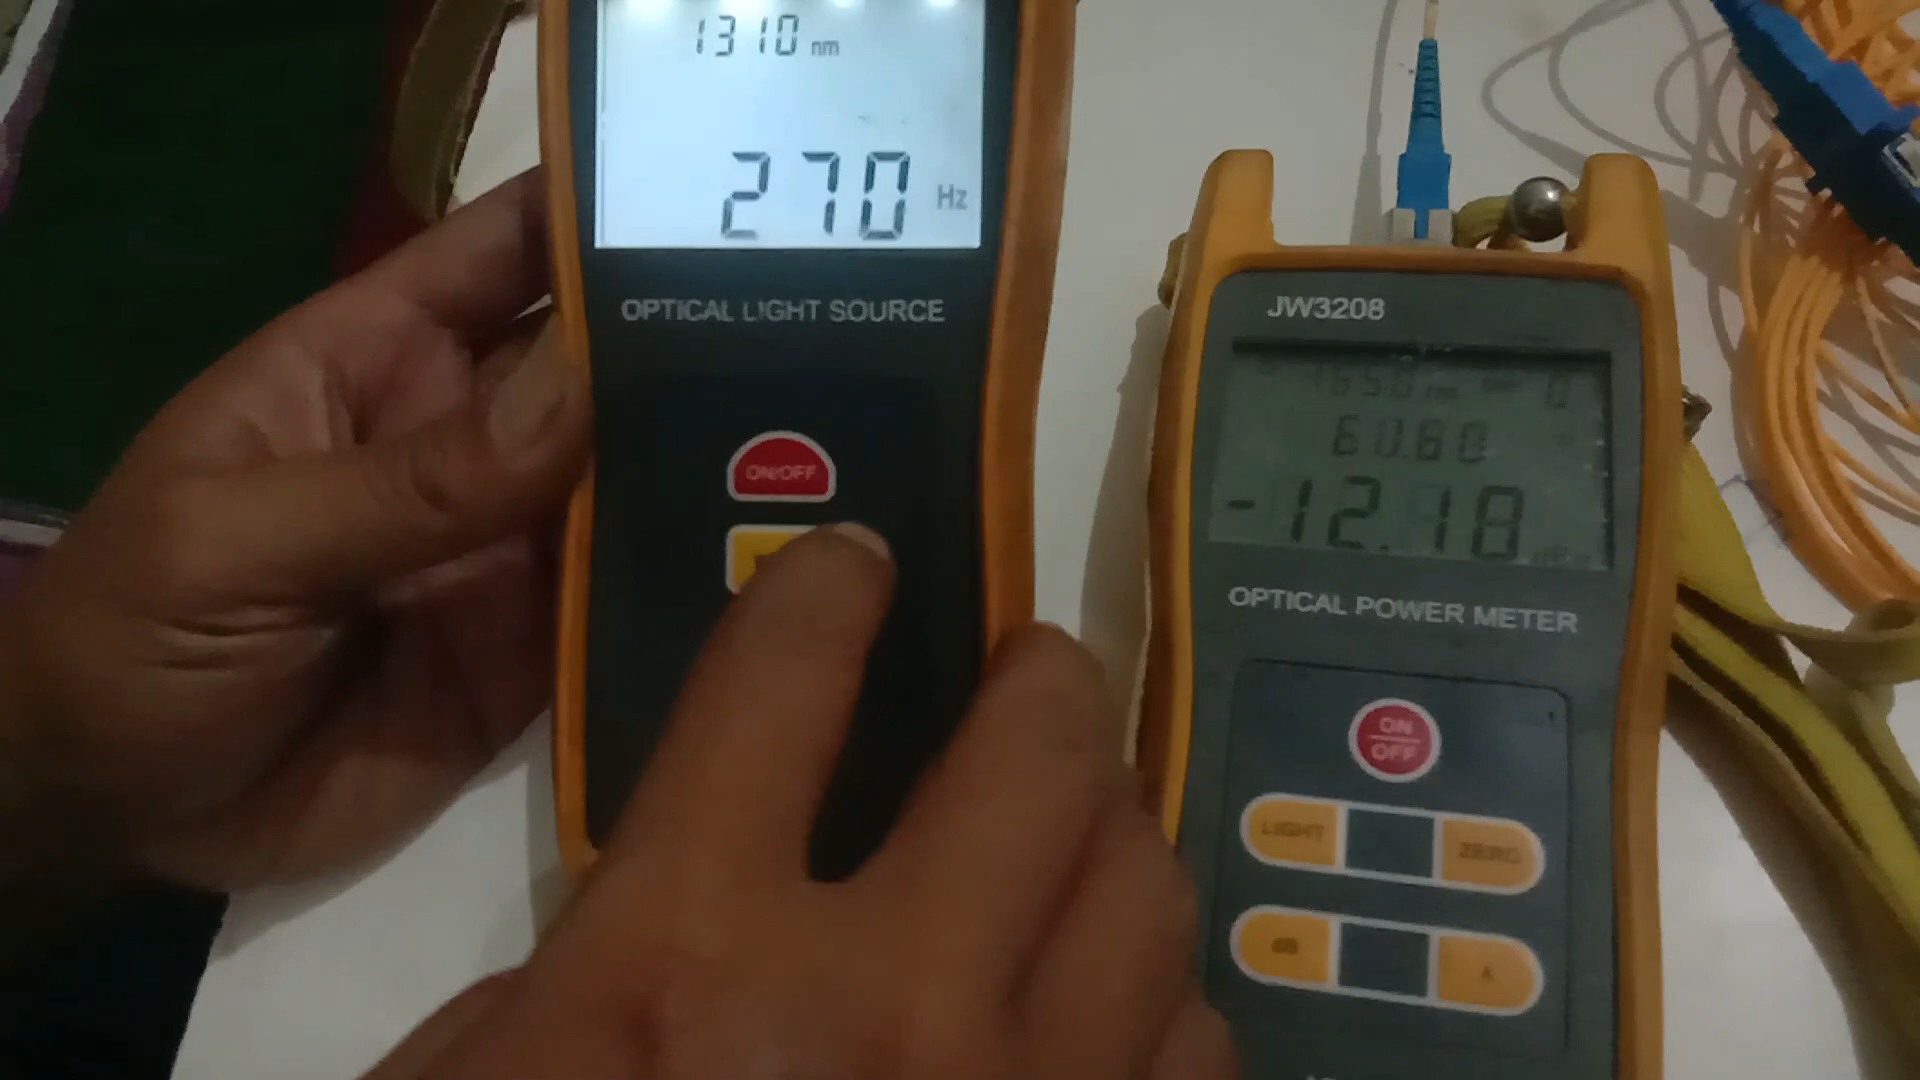 1310 nm
270 Hz
OPTICAL LIGHT SOURCE
ON/OFF
JW3208
60.60
-12.18
OPTICAL POWER METER
ON
OFF
LIGHT
ZERO
dB
λ